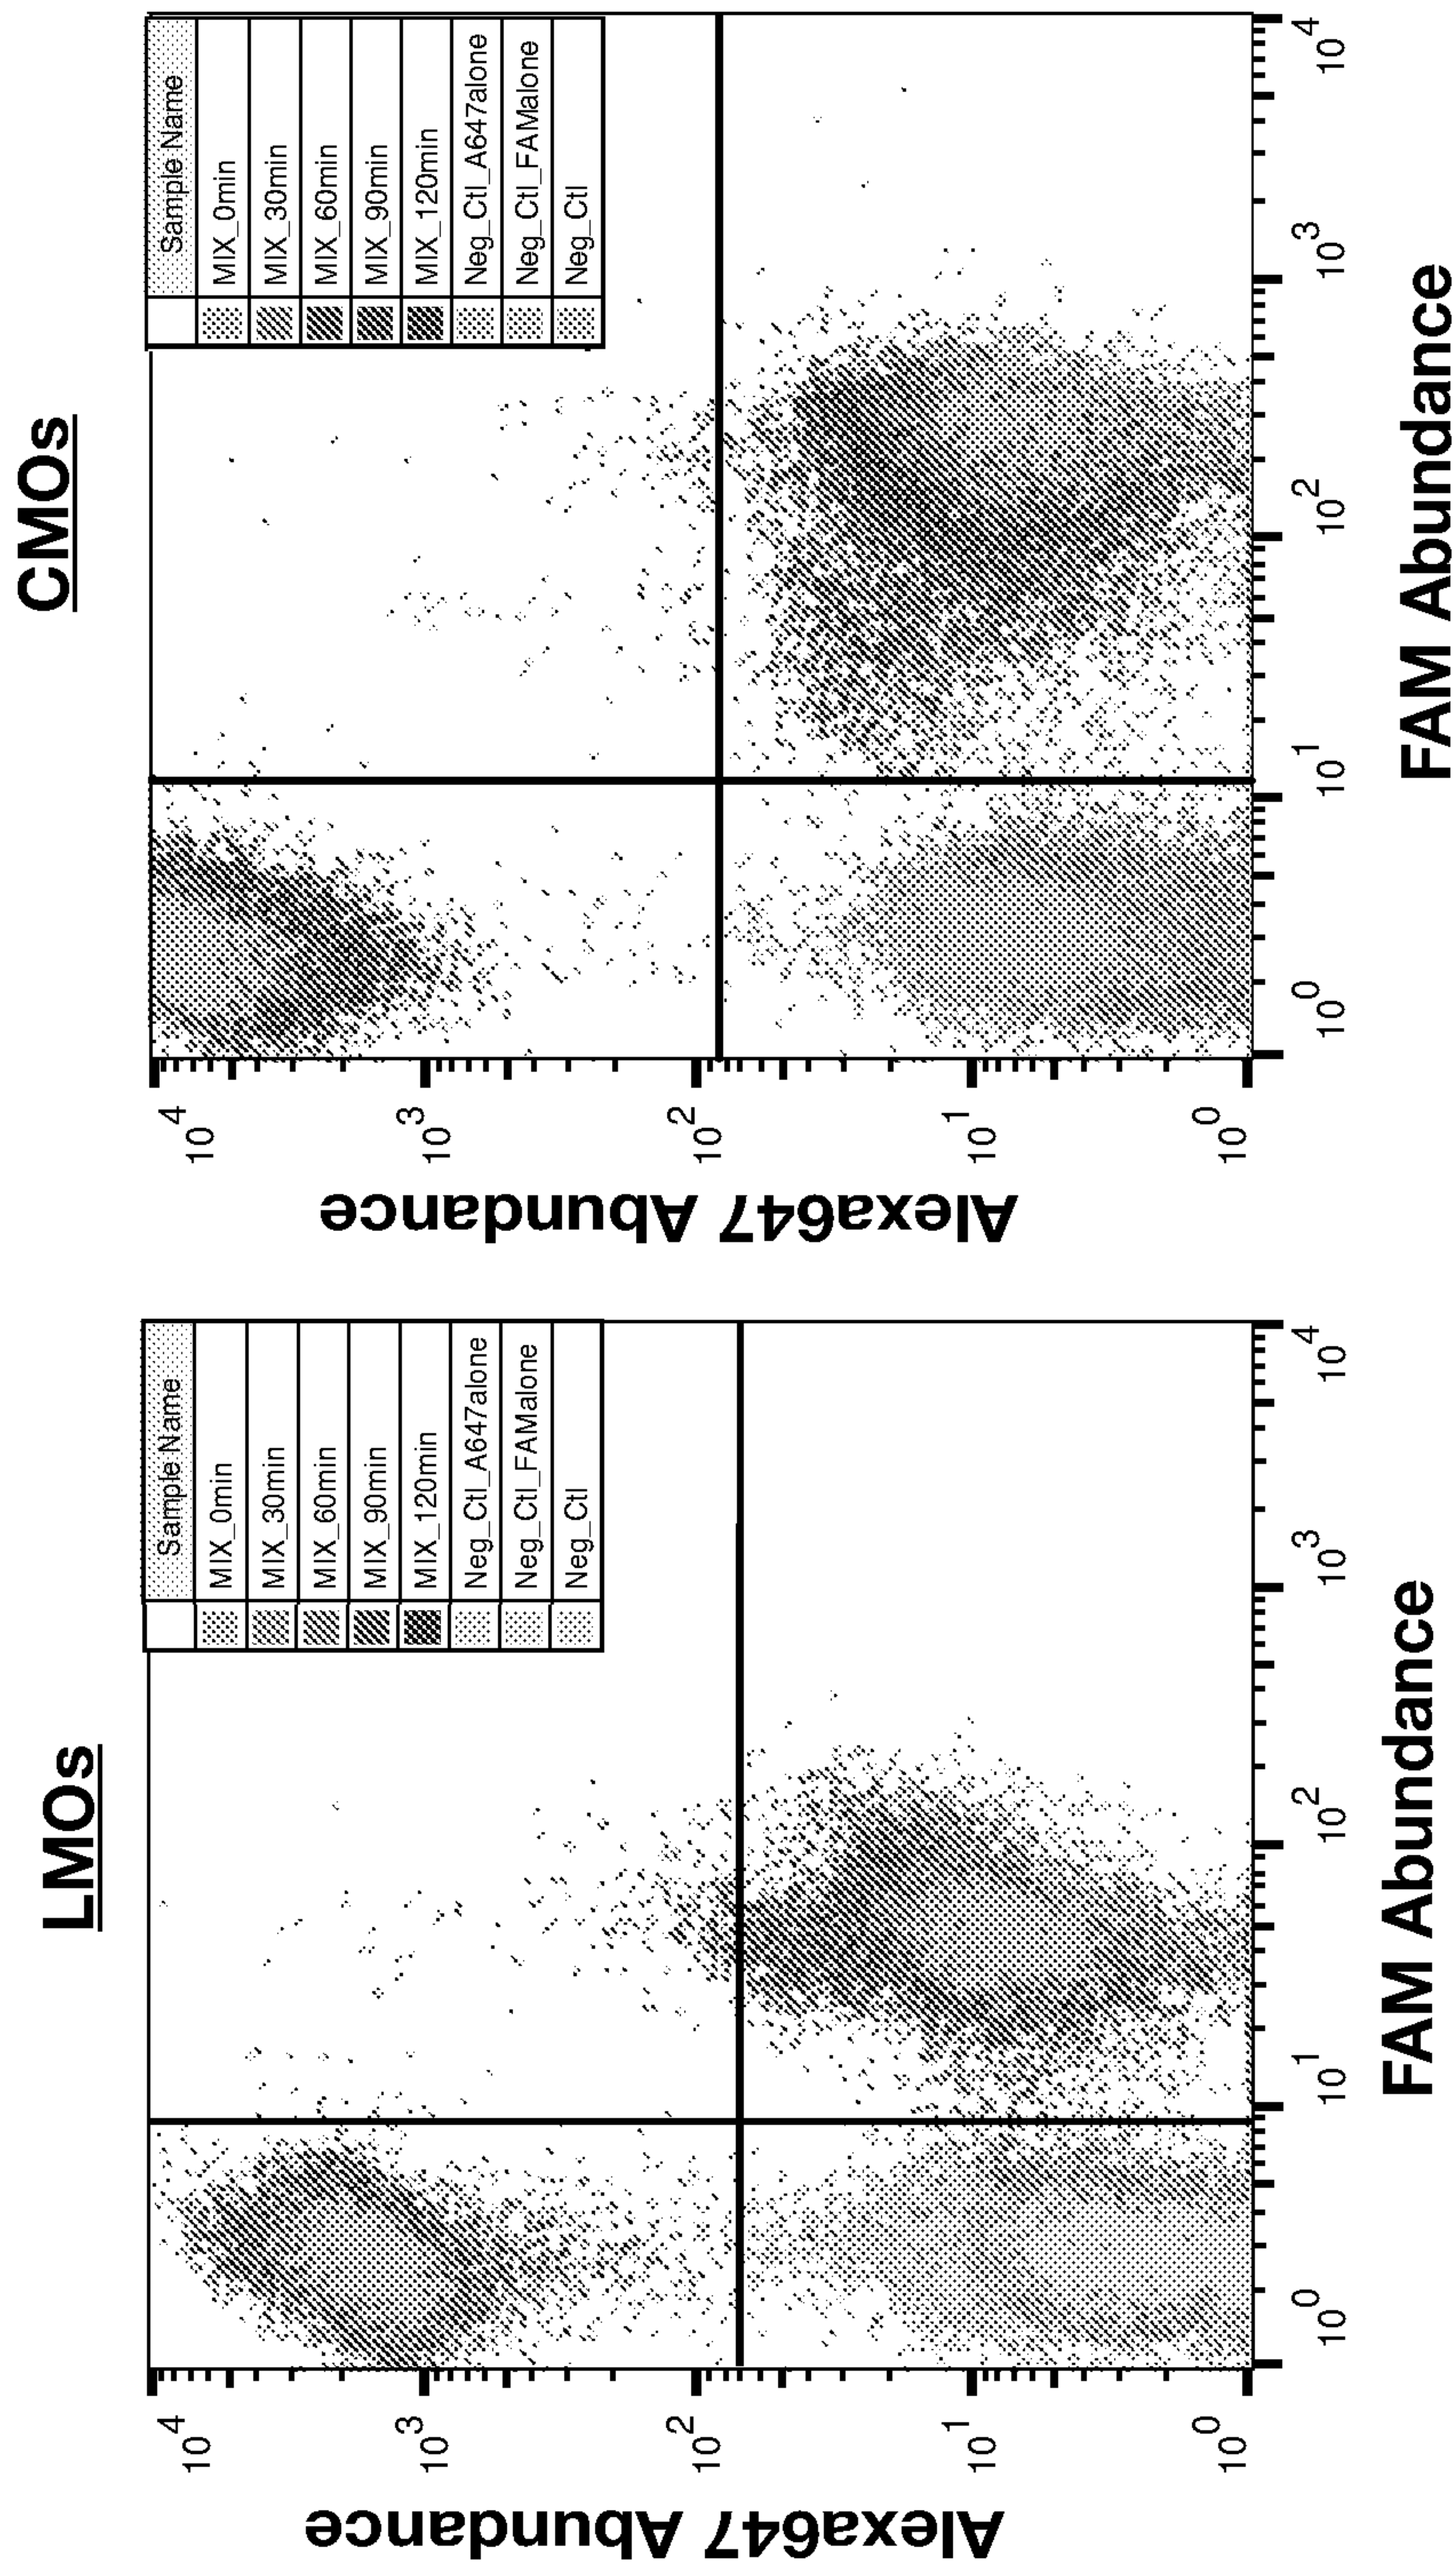 LMOs
Sample Name
MIX_0min
MIX_30min
MIX_60min
MIX_90min
MIX_120min
Neg_Ctl_A647alone
Neg_Ctl_FAMalone
Neg_Ctl
Alexa647 Abundance
10^4
10^3
10^2
10^1
10^0
10^0
10^1
10^2
10^3
10^4
FAM Abundance
CMOs
Sample Name
MIX_0min
MIX_30min
MIX_60min
MIX_90min
MIX_120min
Neg_Ctl_A647alone
Neg_Ctl_FAMalone
Neg_Ctl
Alexa647 Abundance
10^4
10^3
10^2
10^1
10^0
10^0
10^1
10^2
10^3
10^4
FAM Abundance